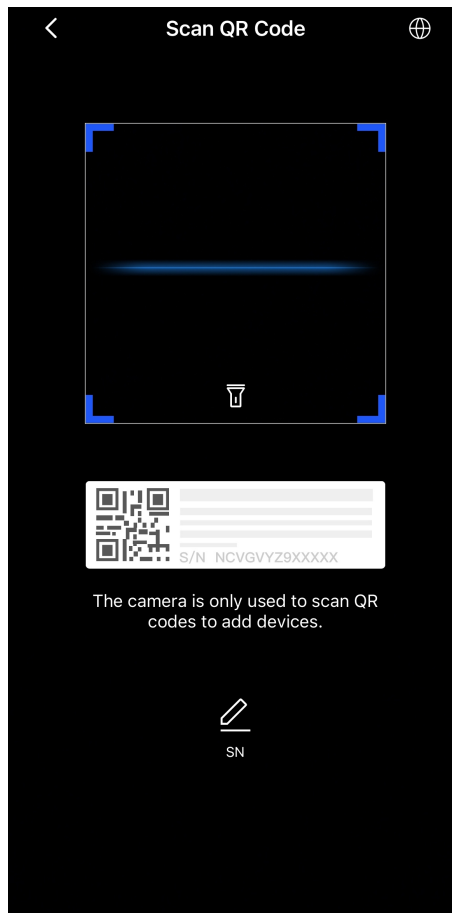 Scan QR Code
S/N NCVGVYZ9XXXXX
The camera is only used to scan QR
codes to add devices.
SN